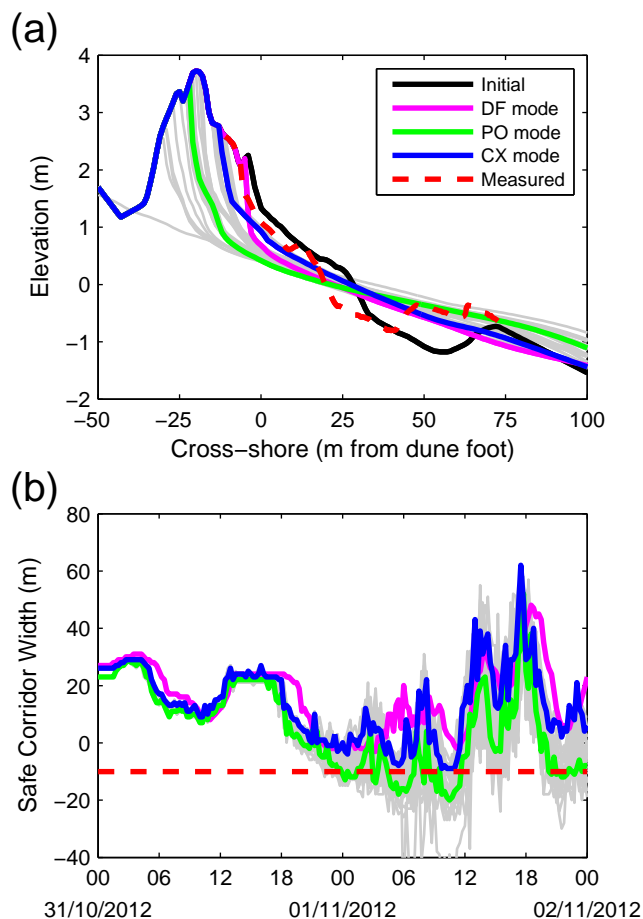 (a)
4
3
2
1
0
−1
−2
Elevation (m)
Initial
DF mode
PO mode
CX mode
Measured
−50 −25 0 25 50 75 100
Cross−shore (m from dune foot)
(b)
80
60
40
20
0
−20
−40
Safe Corridor Width (m)
00 06 12 18 00 06 12 18 00
31/10/2012 01/11/2012 02/11/2012